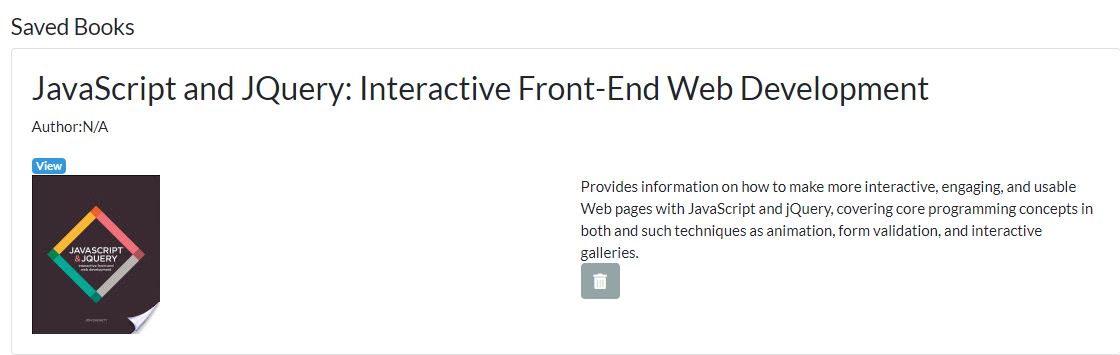 Saved Books
JavaScript and JQuery: Interactive Front-End Web Development
Author:N/A
View
JAVASCRIPT
&JQUERY
interactive front-end
web development
JON DUCKETT
Provides information on how to make more interactive, engaging, and usable
Web pages with JavaScript and jQuery, covering core programming concepts in
both and such techniques as animation, form validation, and interactive
galleries.